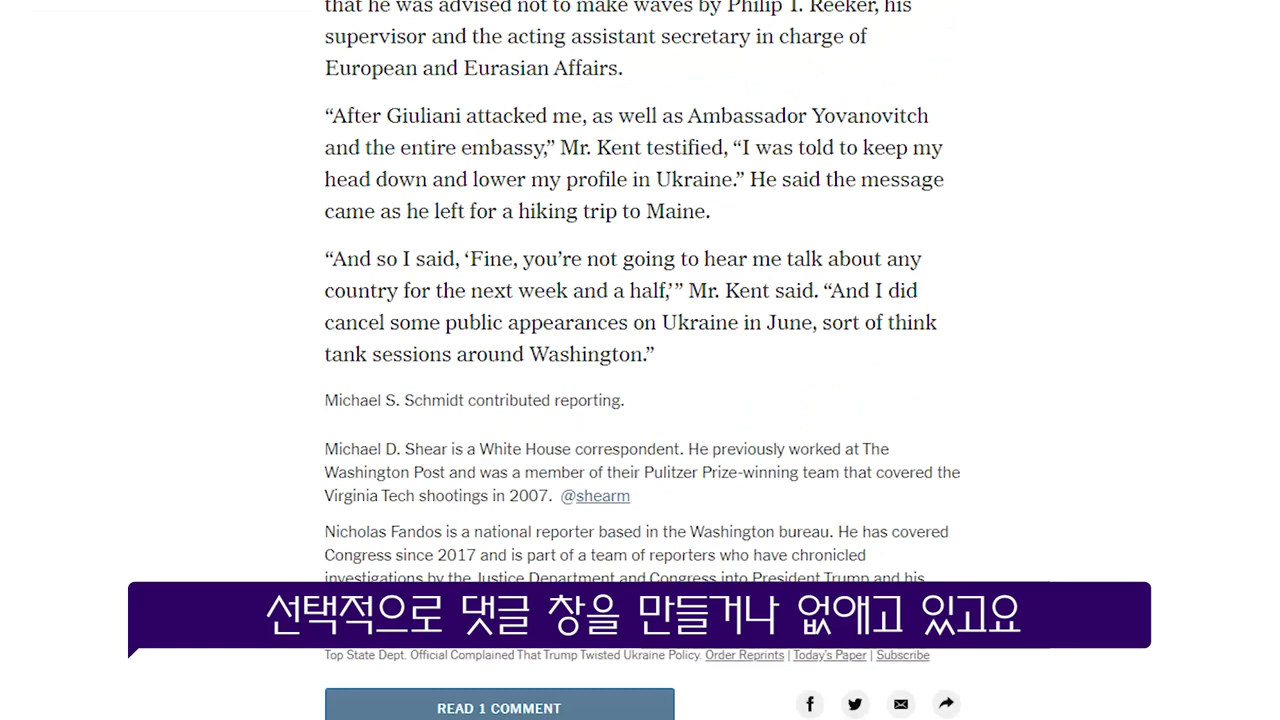 that he was advised not to make waves by Philip T. Reeker, his
supervisor and the acting assistant secretary in charge of
European and Eurasian Affairs.
“After Giuliani attacked me, as well as Ambassador Yovanovitch
and the entire embassy,” Mr. Kent testified, “I was told to keep my
head down and lower my profile in Ukraine.” He said the message
came as he left for a hiking trip to Maine.
“And so I said, ‘Fine, you’re not going to hear me talk about any
country for the next week and a half,’” Mr. Kent said. “And I did
cancel some public appearances on Ukraine in June, sort of think
tank sessions around Washington.”
Michael S. Schmidt contributed reporting.
Michael D. Shear is a White House correspondent. He previously worked at The
Washington Post and was a member of their Pulitzer Prize-winning team that covered the
Virginia Tech shootings in 2007. @shearm
Nicholas Fandos is a national reporter based in the Washington bureau. He has covered
Congress since 2017 and is part of a team of reporters who have chronicled
investigations by the Justice Department and Congress into President Trump and his
선택적으로 댓글 창을 만들거나 없애고 있고요
Top State Dept. Official Complained That Trump Twisted Ukraine Policy. Order Reprints | Today’s Paper | Subscribe
READ 1 COMMENT